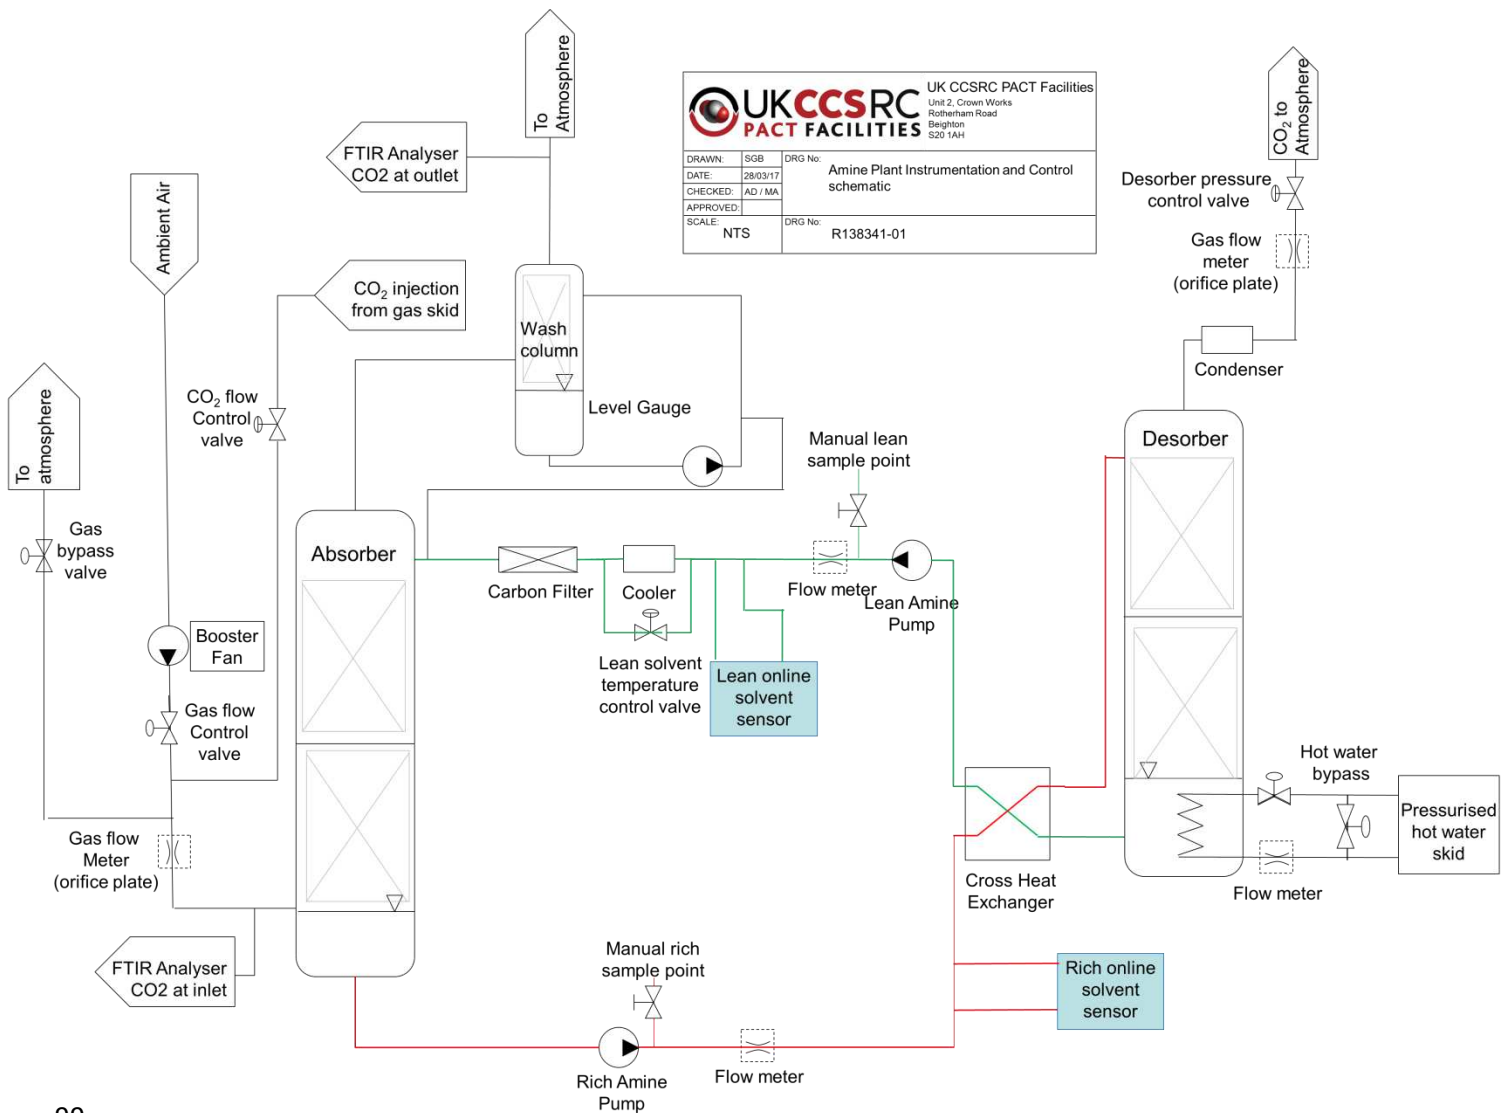 To
Atmosphere
FTIR Analyser
CO2 at outlet
Ambient Air
CO₂ injection
from gas skid
UKCCSRC
PACT FACILITIES
UK CCSRC PACT Facilities
Unit 2, Crown Works
Rotherham Road
Beighton
S20 1AH
DRAWN:
SGB
DATE:
28/03/17
CHECKED:
AD / MA
APPROVED:
SCALE:
NTS
DRG No:
Amine Plant Instrumentation and Control
schematic
DRG No:
R138341-01
CO₂ to
Atmosphere
Desorber pressure
control valve
Gas flow
meter
(orifice plate)
Condenser
Wash
column
Level Gauge
To
atmosphere
CO₂ flow
Control
valve
Gas
bypass
valve
Absorber
Manual lean
sample point
Desorber
Carbon Filter
Cooler
Flow meter
Lean Amine
Pump
Booster
Fan
Lean solvent
temperature
control valve
Lean online
solvent
sensor
Gas flow
Control
valve
Hot water
bypass
Pressurised
hot water
skid
Flow meter
Gas flow
Meter
(orifice plate)
Cross Heat
Exchanger
FTIR Analyser
CO2 at inlet
Manual rich
sample point
Rich online
solvent
sensor
Rich Amine
Pump
Flow meter